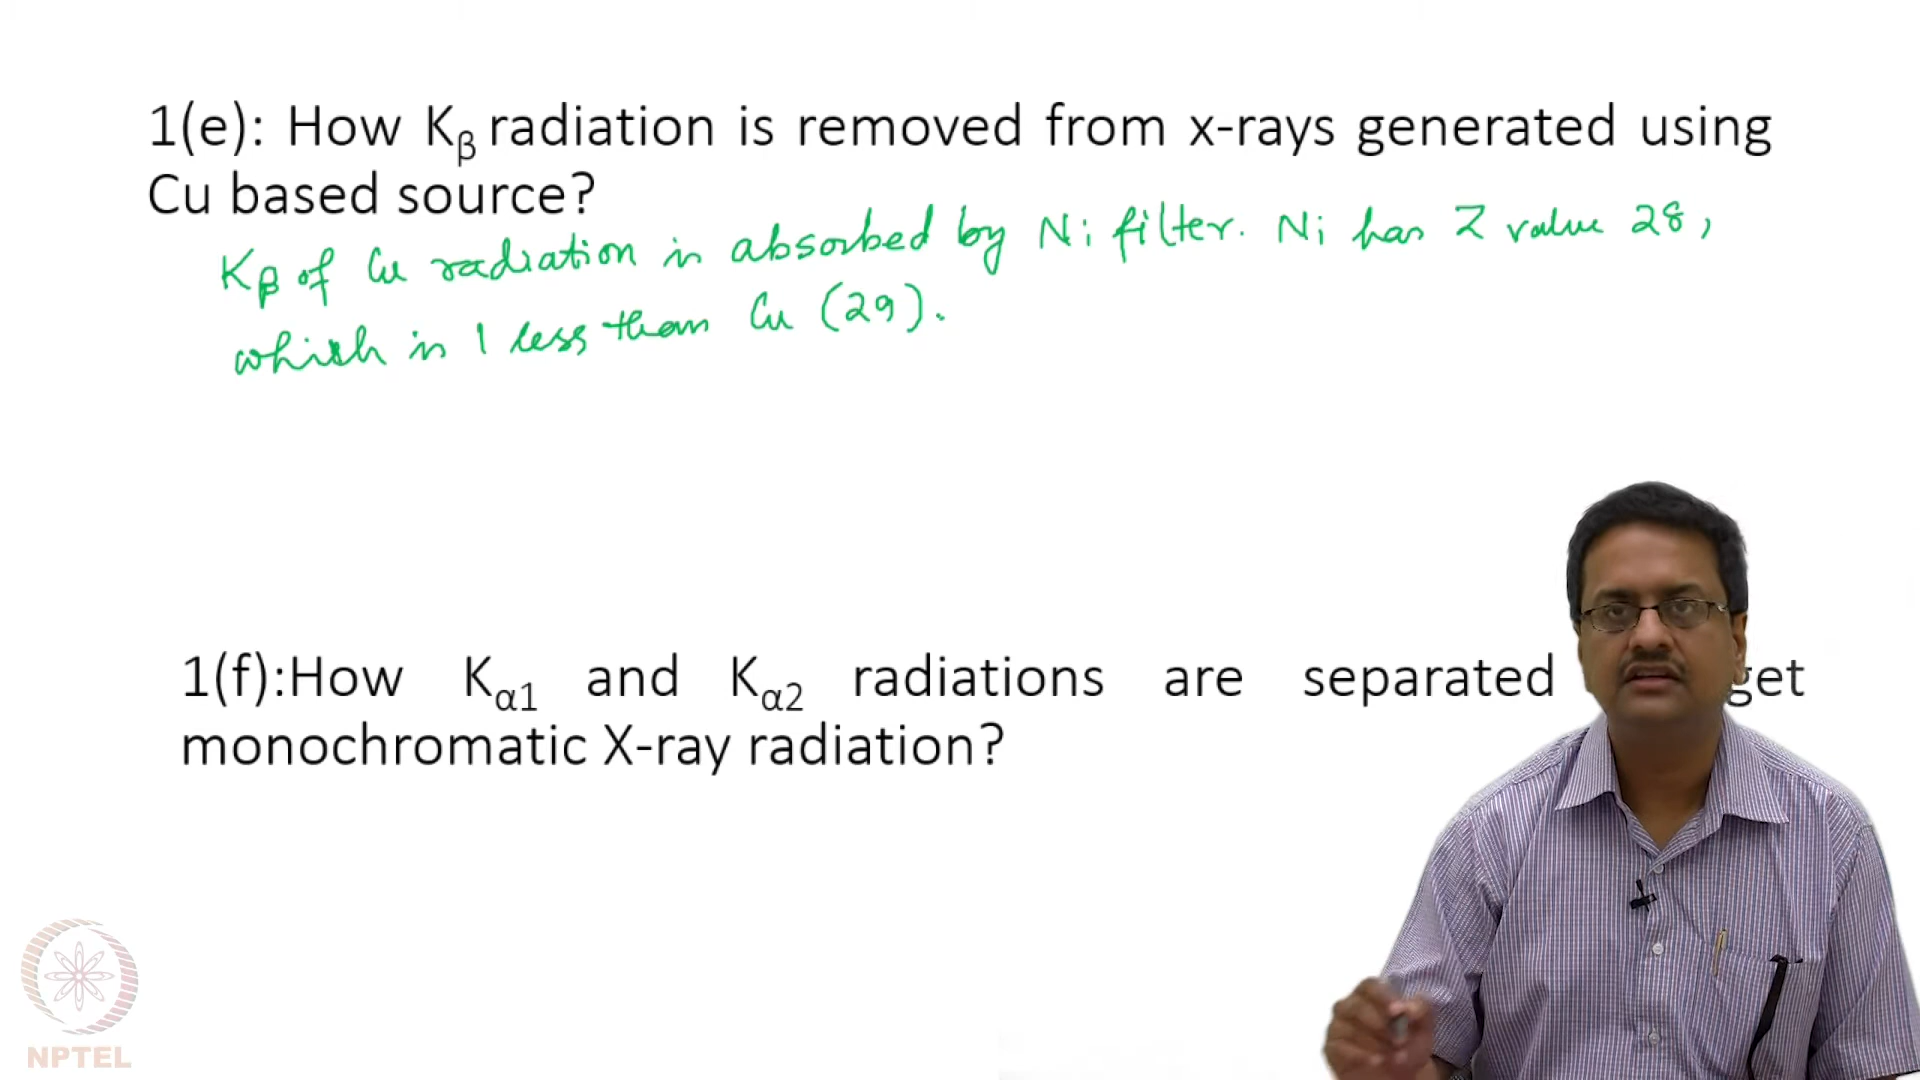 1(e): How Kβ radiation is removed from x-rays generated using
Cu based source?
Kβ of Cu radiation is absorbed by Ni filter. Ni has Z value 28,
which is 1 less than Cu (29).
1(f):How Kα1 and Kα2 radiations are separated get
monochromatic X-ray radiation?
NPTEL